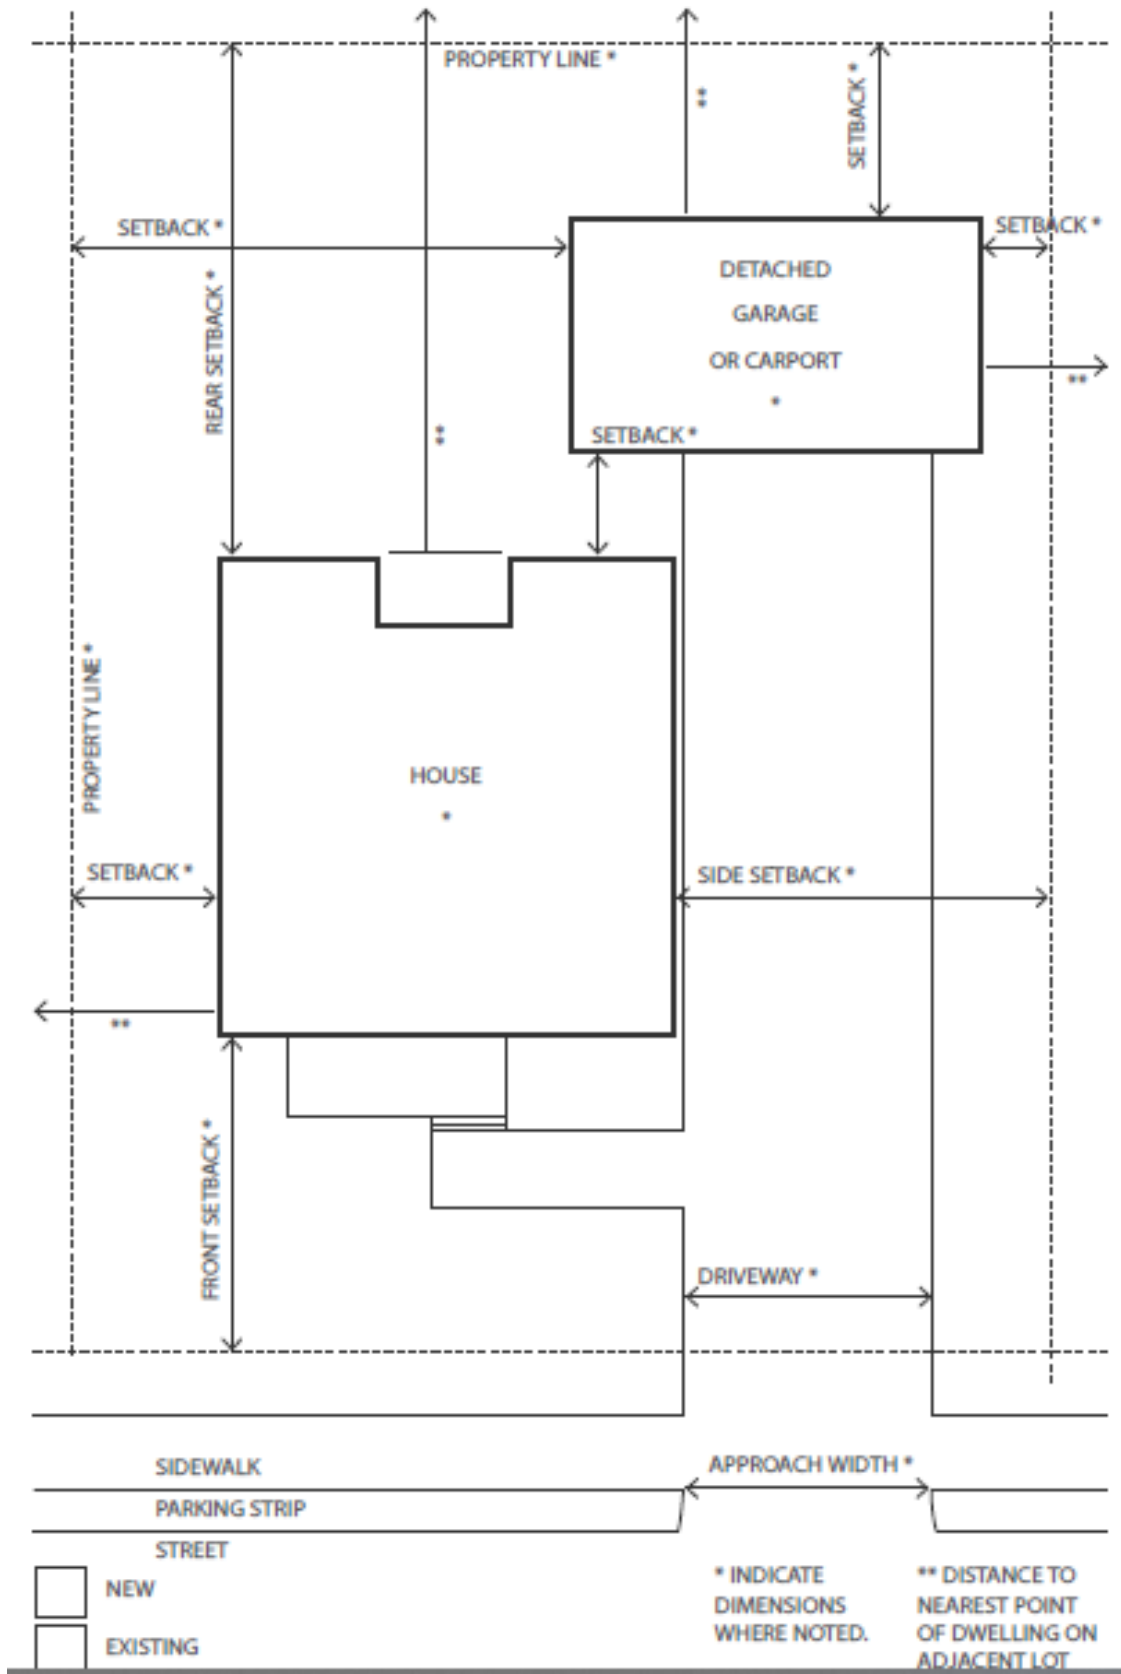 PROPERTY LINE *
**
SETBACK *
SETBACK *
SETBACK *
DETACHED
GARAGE
OR CARPORT
*
REAR SETBACK *
**
**
SETBACK *
PROPERTY LINE *
HOUSE
*
SETBACK *
SIDE SETBACK *
**
FRONT SETBACK *
DRIVEWAY *
SIDEWALK
APPROACH WIDTH *
PARKING STRIP
STREET
NEW
EXISTING
* INDICATE
DIMENSIONS
WHERE NOTED.
** DISTANCE TO
NEAREST POINT
OF DWELLING ON
ADJACENT LOT